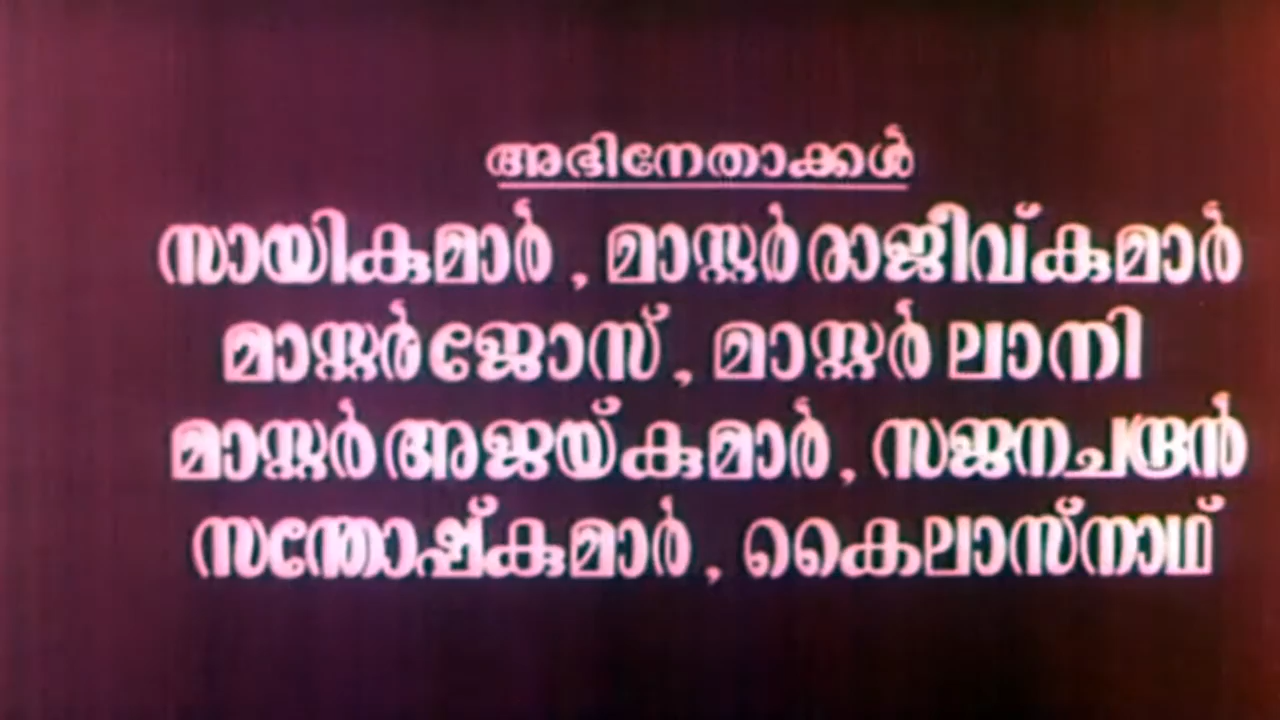 അഭിനേതാക്കൾ
സായികുമാർ, മാസ്റ്റർ രാജീവ്കുമാർ
മാസ്റ്റർ ജോസ്, മാസ്റ്റർ ലാനി
മാസ്റ്റർ അജയ്കുമാർ, സജനചന്ദ്രൻ
സന്തോഷ്കുമാർ, കൈലാസ്നാഥ്